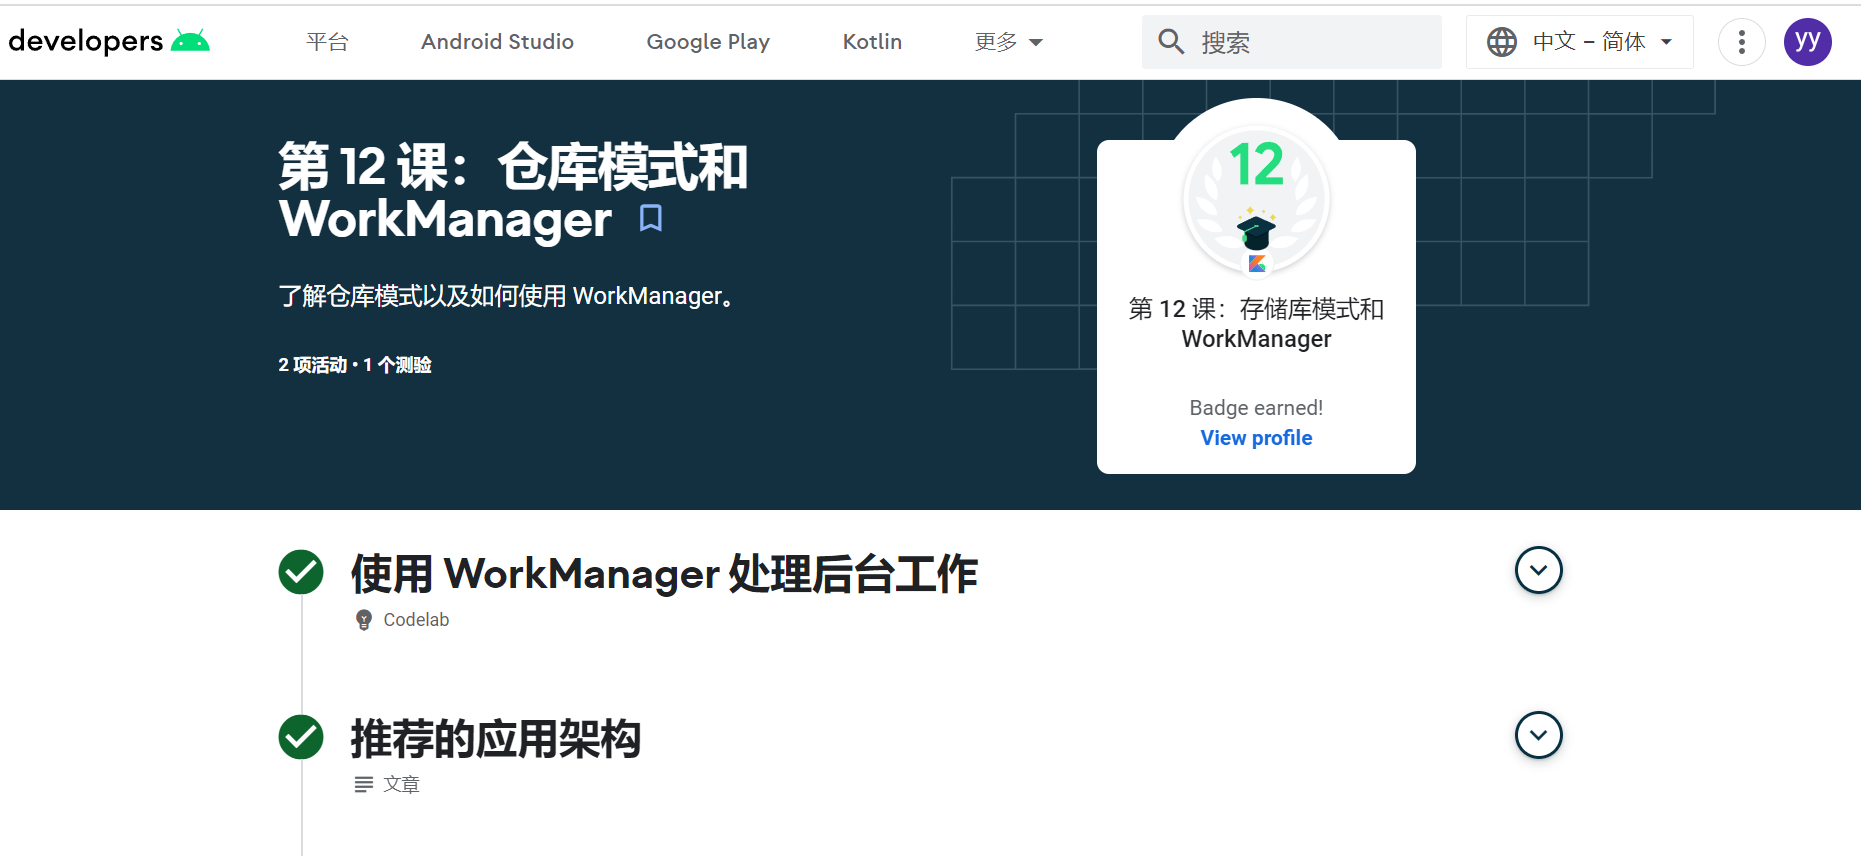 developers
平台
Android Studio
Google Play
Kotlin
更多
搜索
中文 – 简体
yy
第 12 课：仓库模式和
WorkManager
了解仓库模式以及如何使用 WorkManager。
2 项活动 • 1 个测验
12
第 12 课：存储库模式和
WorkManager
Badge earned!
View profile
使用 WorkManager 处理后台工作
Codelab
推荐的应用架构
文章